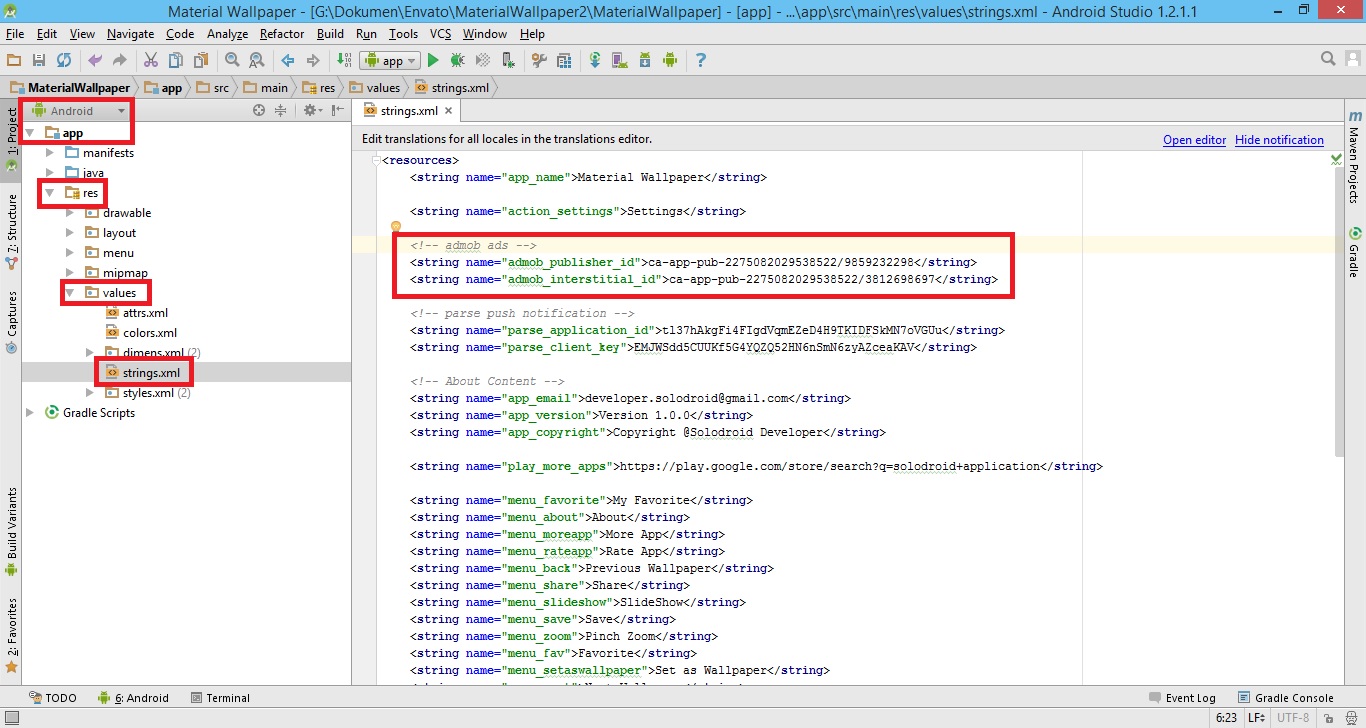 Material Wallpaper - [G:\Dokumen\Envato\MaterialWallpaper2\MaterialWallpaper] - [app] - ...\app\src\main\res\values\strings.xml - Android Studio 1.2.1.1
File Edit View Navigate Code Analyze Refactor Build Run Tools VCS Window Help
app
MaterialWallpaper app src main res values strings.xml
1: Project
7: Structure
Captures
Build Variants
2: Favorites
Android
app
manifests
java
res
drawable
layout
menu
mipmap
values
attrs.xml
colors.xml
dimens.xml (2)
strings.xml
styles.xml (2)
Gradle Scripts
strings.xml
Edit translations for all locales in the translations editor. Open editor Hide notification
<resources>
<string name="app_name">Material Wallpaper</string>
<string name="action_settings">Settings</string>
<!-- admob ads -->
<string name="admob_publisher_id">ca-app-pub-2275082029538522/9859232298</string>
<string name="admob_interstitial_id">ca-app-pub-2275082029538522/3812698697</string>
<!-- parse push notification -->
<string name="parse_application_id">tl37hAkgFi4FIgdVqmEZeD4H9TKIDFSkMN7oVGUu</string>
<string name="parse_client_key">EMJWSdd5CUUKf5G4YQZQ52HN6nSmN6zyAZceaKAV</string>
<!-- About Content -->
<string name="app_email">developer.solodroid@gmail.com</string>
<string name="app_version">Version 1.0.0</string>
<string name="app_copyright">Copyright @Solodroid Developer</string>
<string name="play_more_apps">https://play.google.com/store/search?q=solodroid+application</string>
<string name="menu_favorite">My Favorite</string>
<string name="menu_about">About</string>
<string name="menu_moreapp">More App</string>
<string name="menu_rateapp">Rate App</string>
<string name="menu_back">Previous Wallpaper</string>
<string name="menu_share">Share</string>
<string name="menu_slideshow">SlideShow</string>
<string name="menu_save">Save</string>
<string name="menu_zoom">Pinch Zoom</string>
<string name="menu_fav">Favorite</string>
<string name="menu_setaswallpaper">Set as Wallpaper</string>
m
Maven Projects
Gradle
TODO 6: Android Terminal Event Log Gradle Console
6:23 LF UTF-8